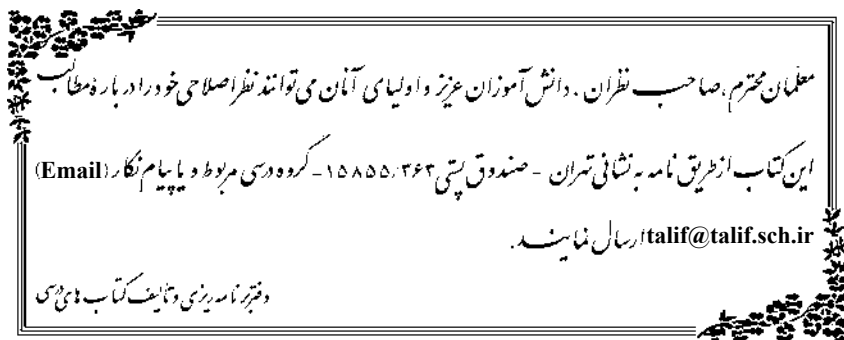 معلمان محترم، صاحب نظران، دانش‌آموزان عزیز و اولیای آنان می‌توانند نظر اصلاحی خود را دربارهٔ مطالب
این کتاب از طریق نامه به نشانی تهران - صندوق پستی ۱۵۸۵۵/۳۶۳ - گروه درسی مربوط و یا پیام‌نگار (Email)
talif@talif.sch.ir ارسال نمایند.
دفتر برنامه‌ریزی و تألیف کتاب‌های درسی